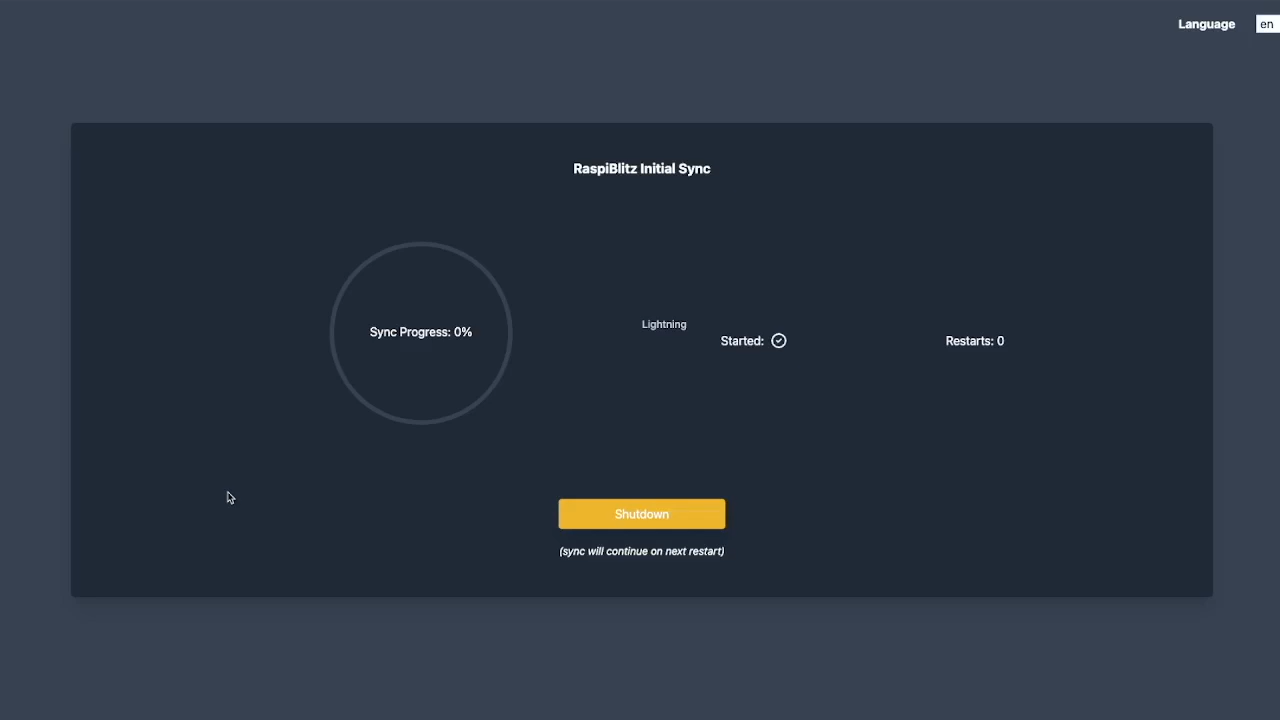 Language
en
RaspiBlitz Initial Sync
Sync Progress: 0%
Lightning
Started:
Restarts: 0
Shutdown
(sync will continue on next restart)